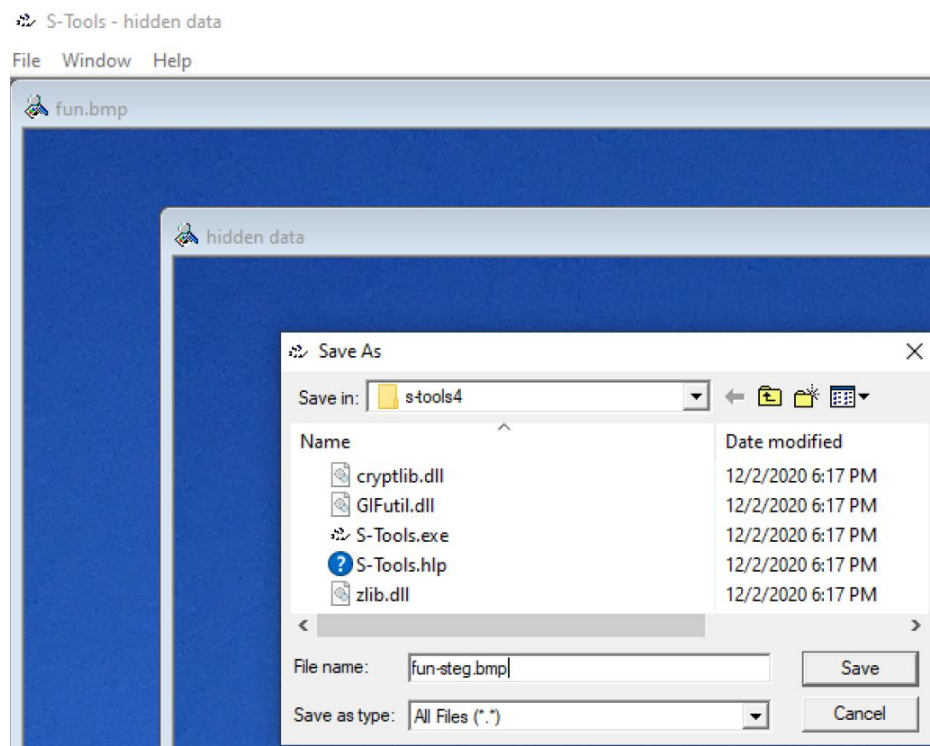 S-Tools - hidden data
File Window Help
fun.bmp
hidden data
Save As
Save in: s-tools4
Name Date modified
cryptlib.dll 12/2/2020 6:17 PM
GIFutil.dll 12/2/2020 6:17 PM
S-Tools.exe 12/2/2020 6:17 PM
? S-Tools.hlp 12/2/2020 6:17 PM
zlib.dll 12/2/2020 6:17 PM
File name: fun-steg.bmp Save
Save as type: All Files (*.*) Cancel